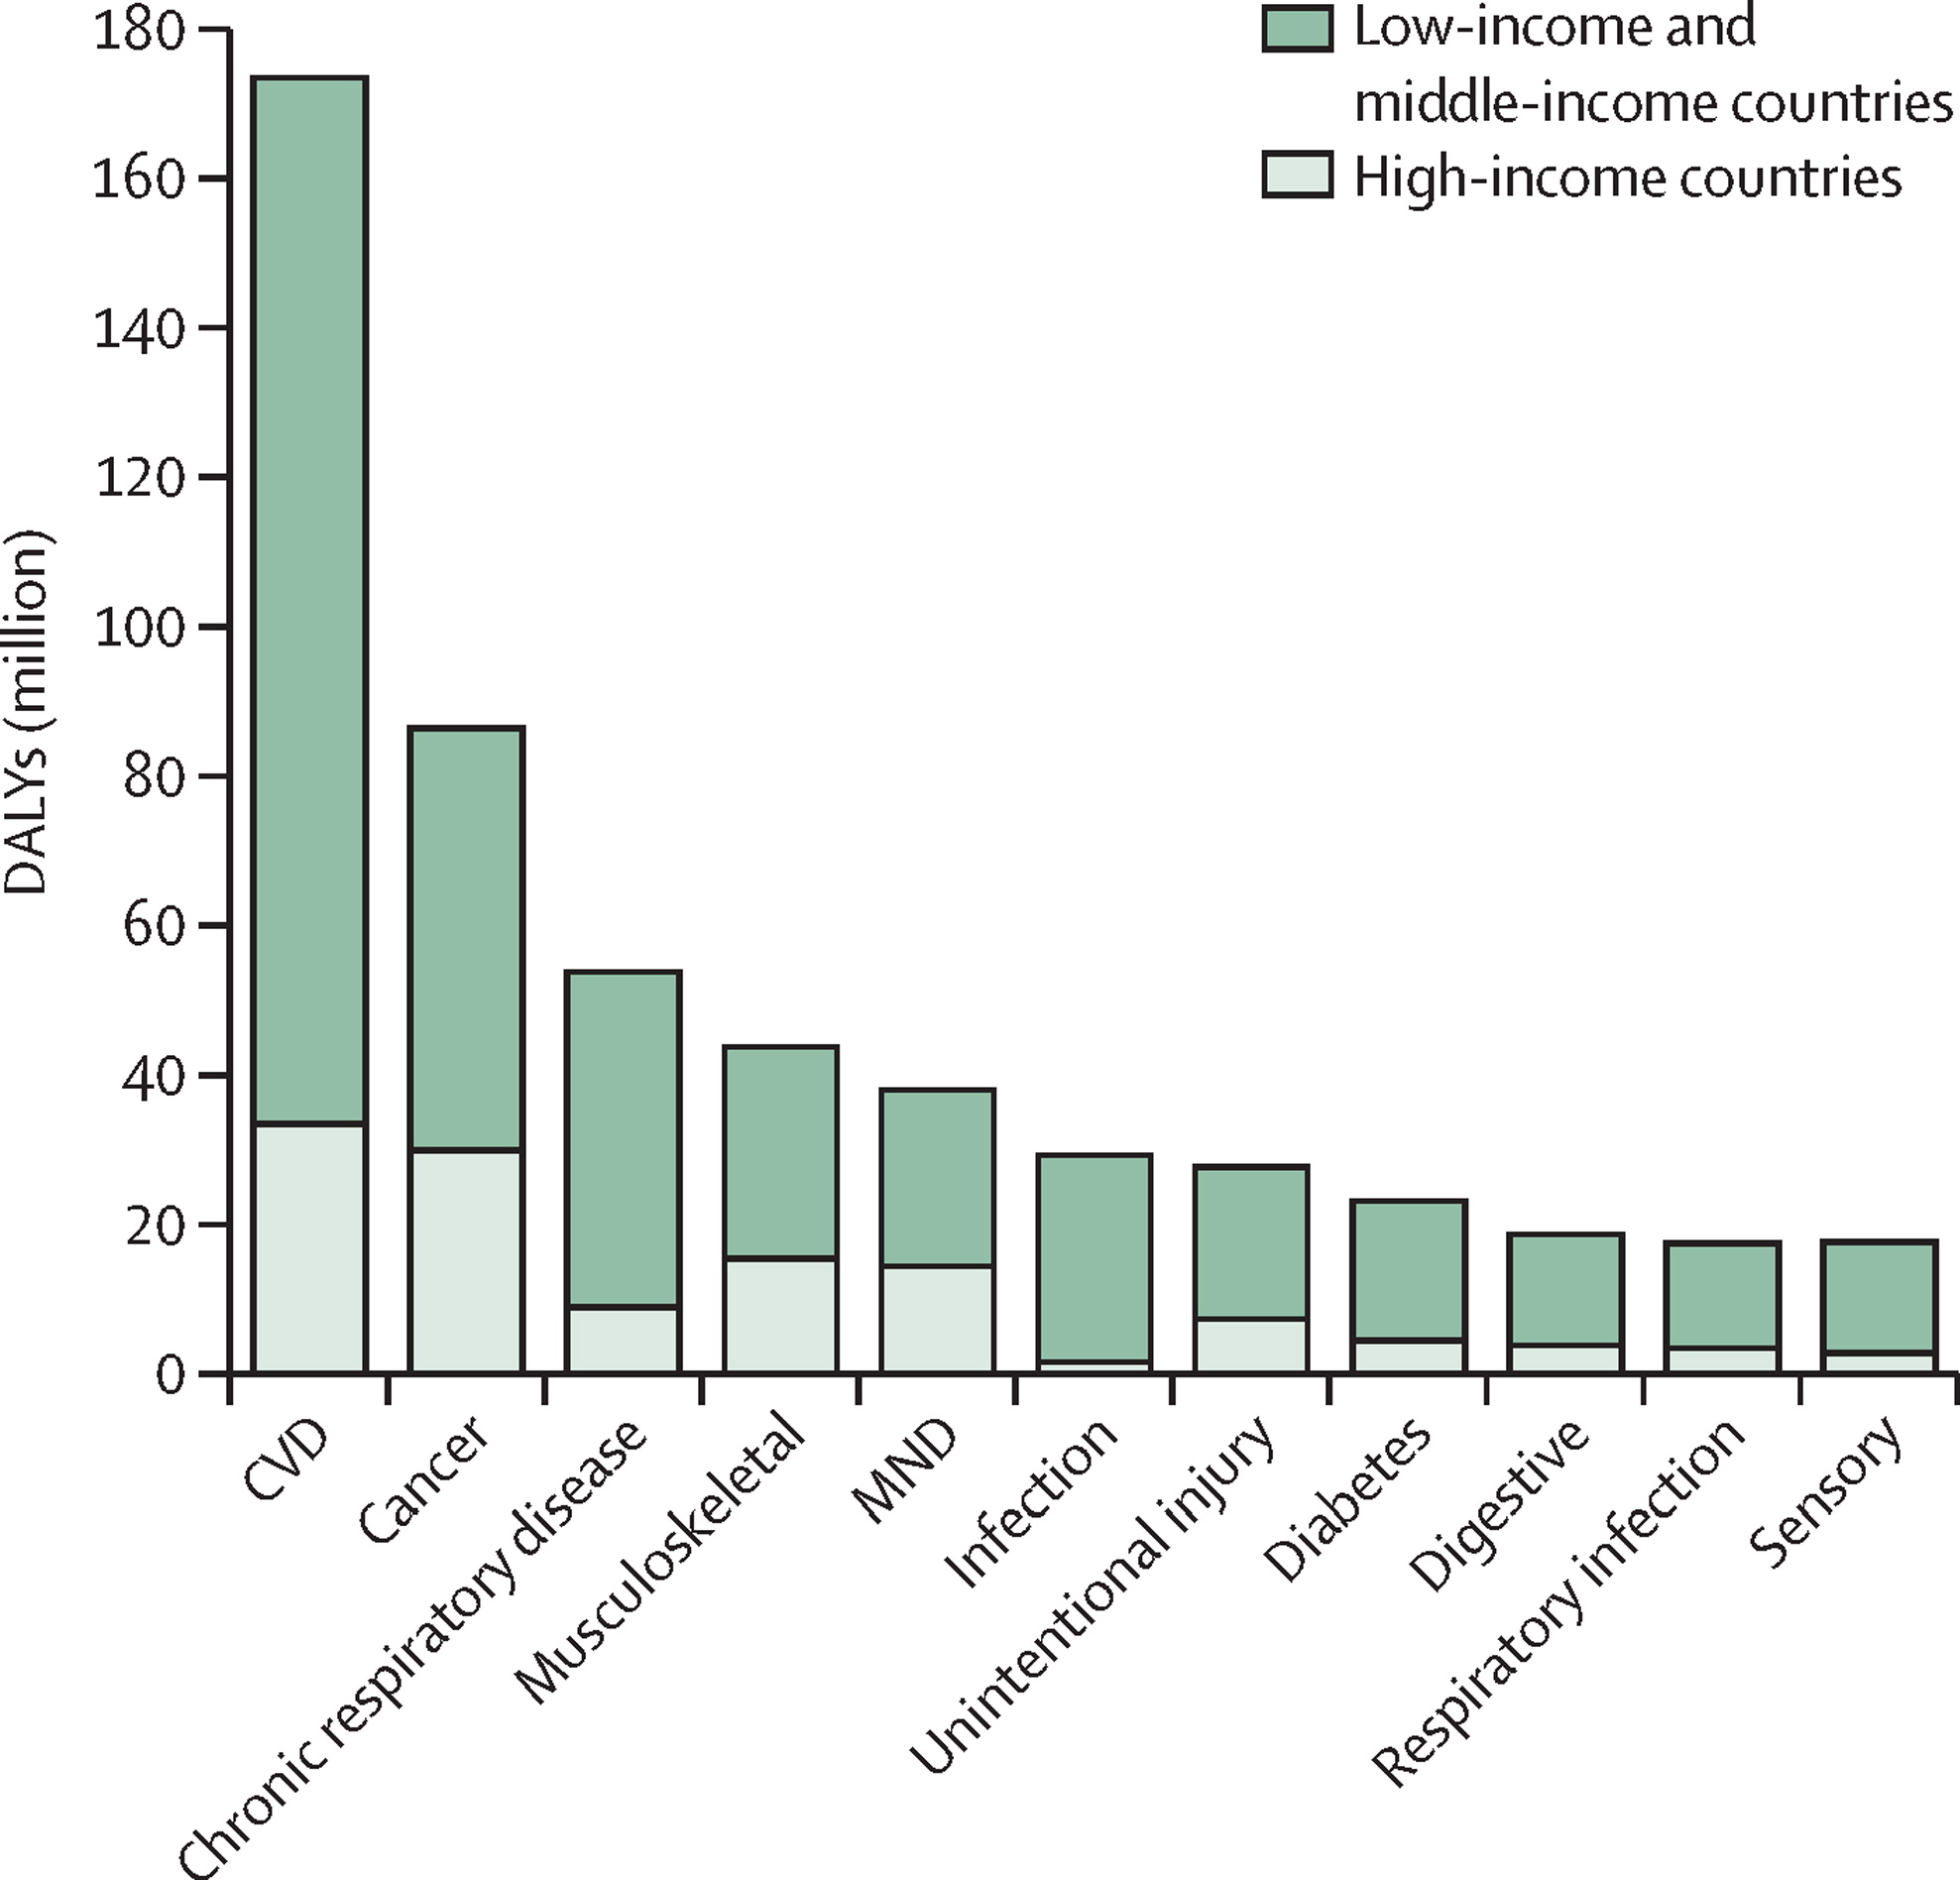 Low-income and
middle-income countries
High-income countries
DALYs (million)
180
160
140
120
100
80
60
40
20
0
CVD
Cancer
Chronic respiratory disease
Musculoskeletal
MND
Infection
Unintentional injury
Diabetes
Digestive
Respiratory infection
Sensory